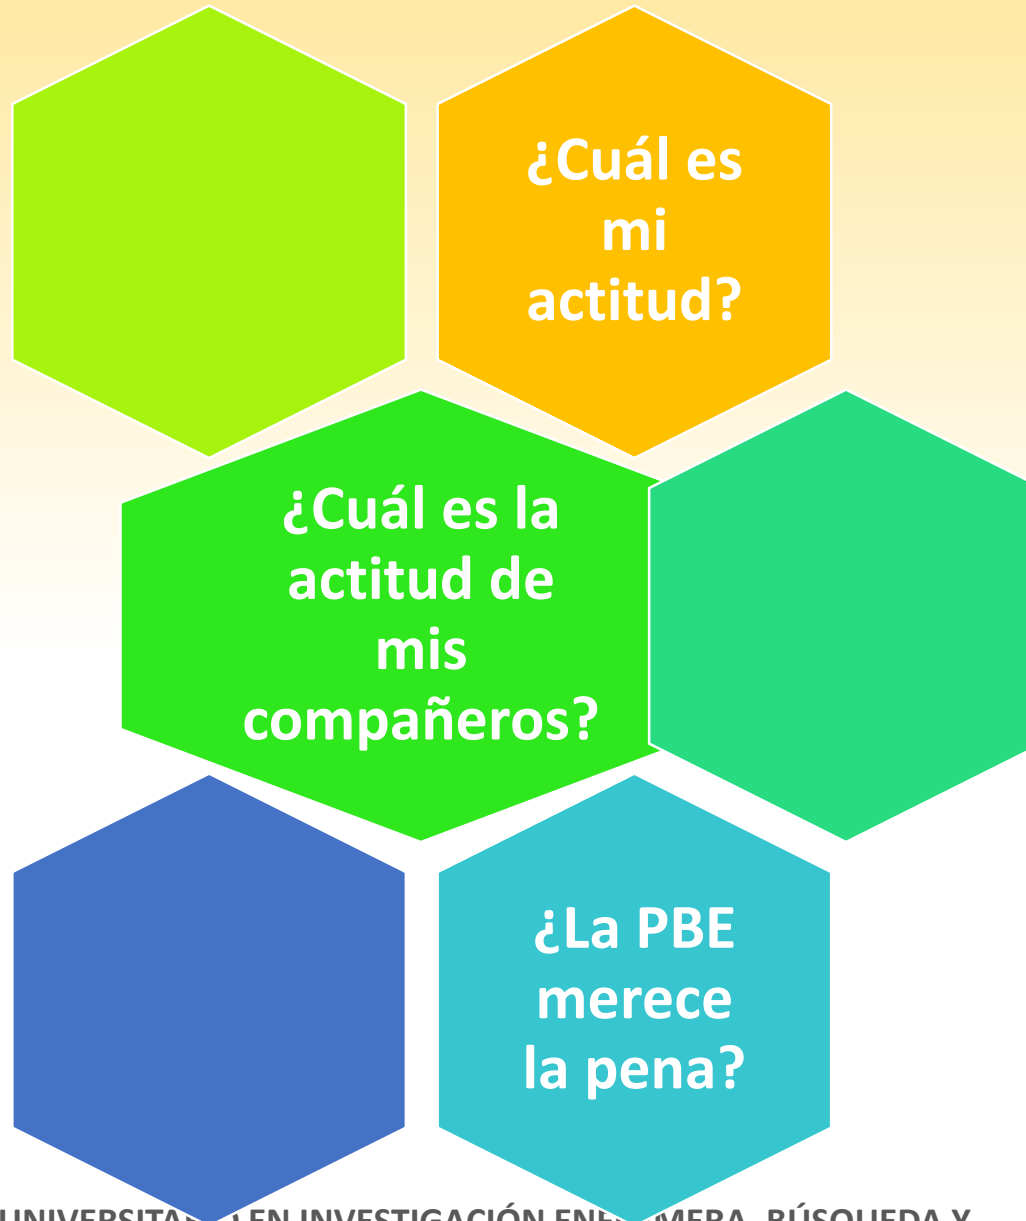 ¿Cuál es
mi
actitud?
¿Cuál es la
actitud de
mis
compañeros?
¿La PBE
merece
la pena?
EN INVESTIGACIÓN BÚSQUEDA Y